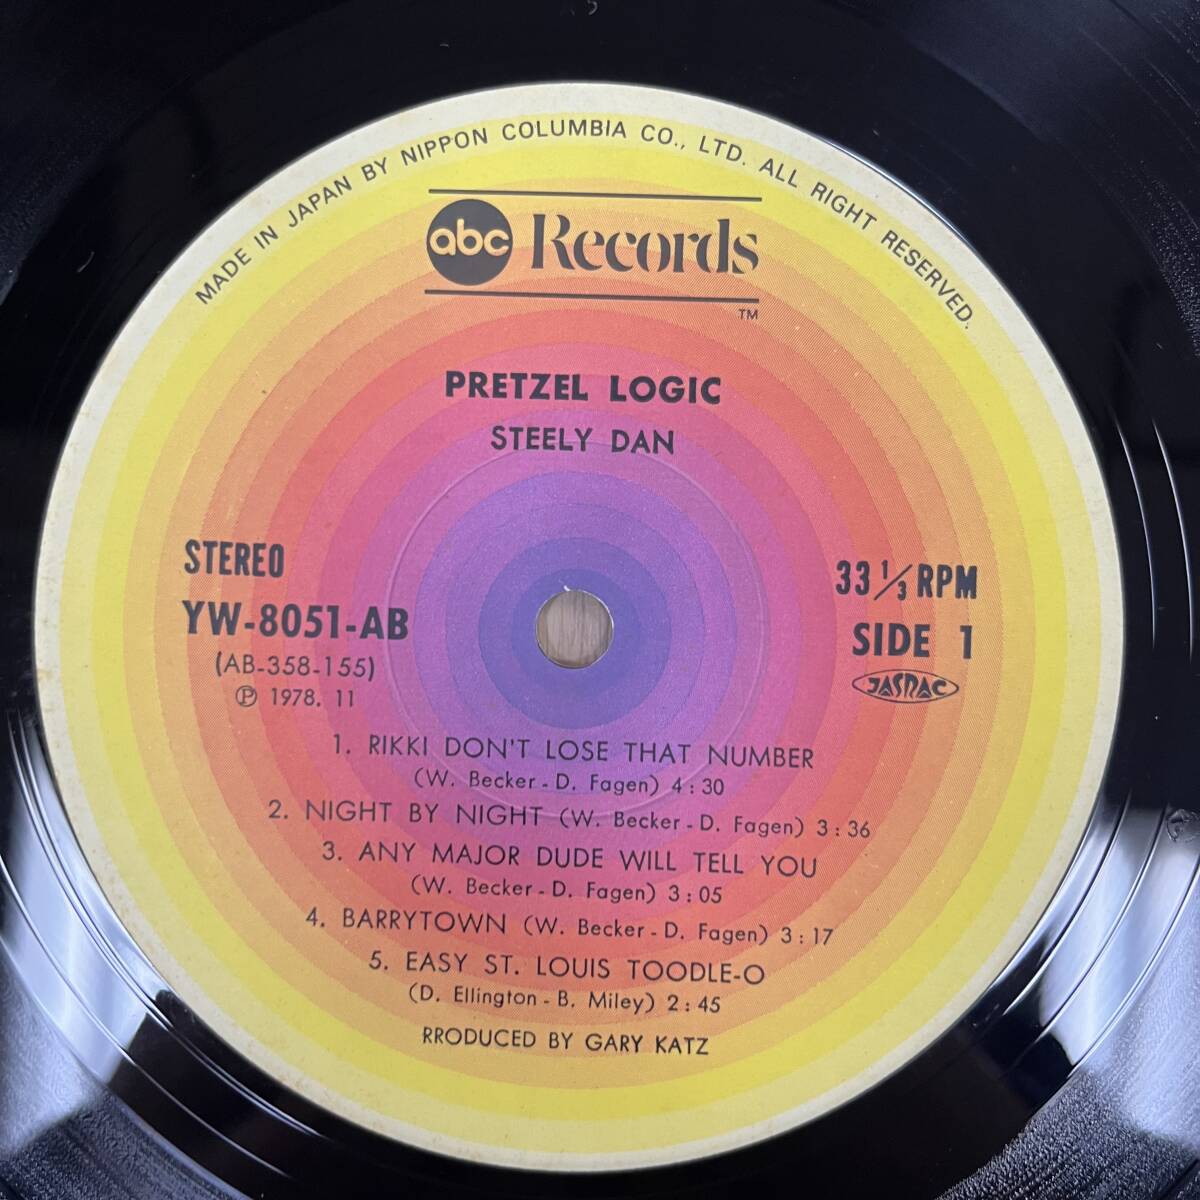 MADE IN JAPAN BY NIPPON COLUMBIA CO., LTD. ALL RIGHT RESERVED.
abc Records
TM
PRETZEL LOGIC
STEELY DAN
STEREO
YW-8051-AB
(AB-358-155)
Ⓟ 1978. 11
33 1/3 RPM
SIDE 1
JASRAC
1. RIKKI DON'T LOSE THAT NUMBER
(W. Becker - D. Fagen) 4:30
2. NIGHT BY NIGHT (W. Becker - D. Fagen) 3:36
3. ANY MAJOR DUDE WILL TELL YOU
(W. Becker - D. Fagen) 3:05
4. BARRYTOWN (W. Becker - D. Fagen) 3:17
5. EASY ST. LOUIS TOODLE-O
(D. Ellington - B. Miley) 2:45
RRODUCED BY GARY KATZ